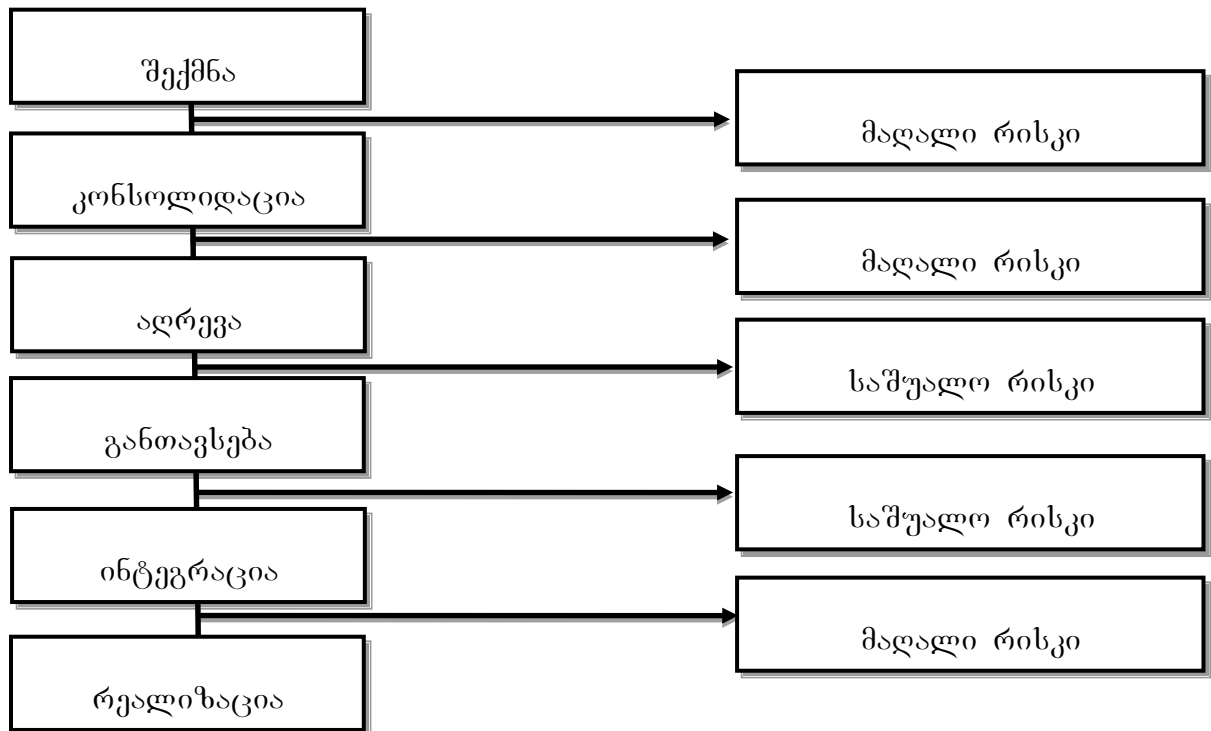 შექმნა
მაღალი რისკი
კონსოლიდაცია
მაღალი რისკი
აღრევა
საშუალო რისკი
განთავსება
საშუალო რისკი
ინტეგრაცია
მაღალი რისკი
რეალიზაცია